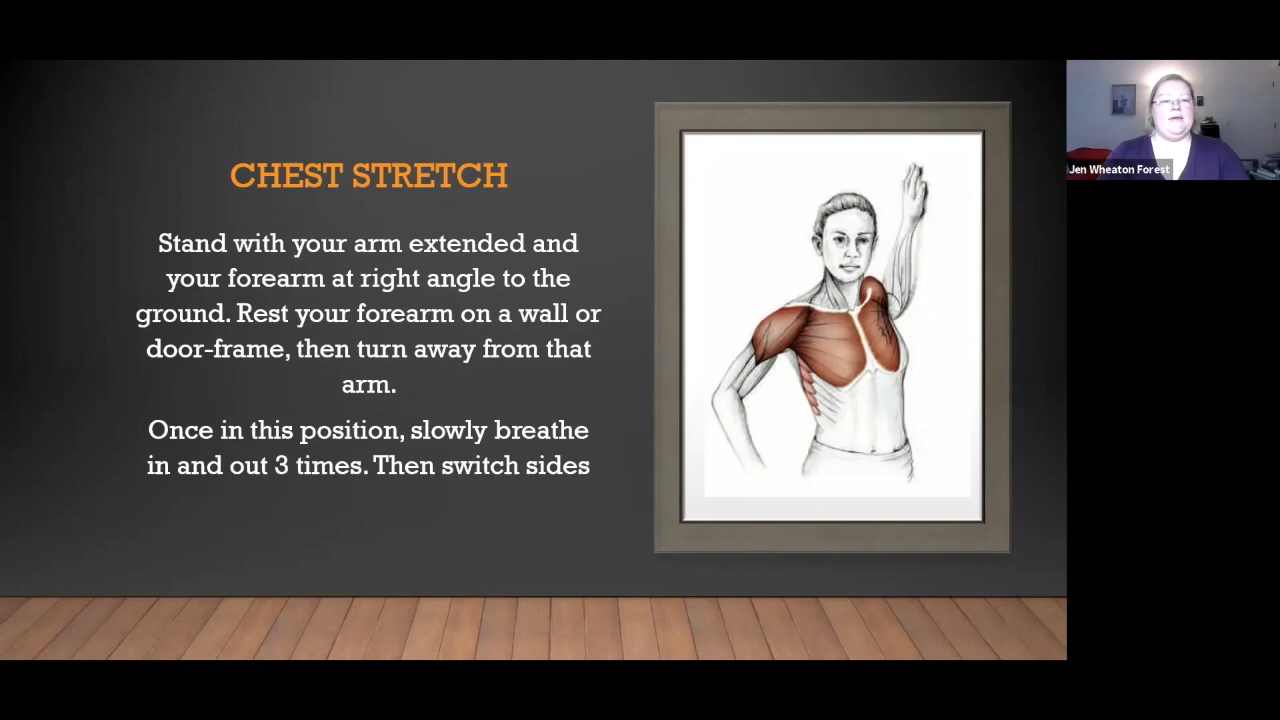 CHEST STRETCH
Stand with your arm extended and
your forearm at right angle to the
ground. Rest your forearm on a wall or
door-frame, then turn away from that
arm.
Once in this position, slowly breathe
in and out 3 times. Then switch sides
Jen Wheaton Forest